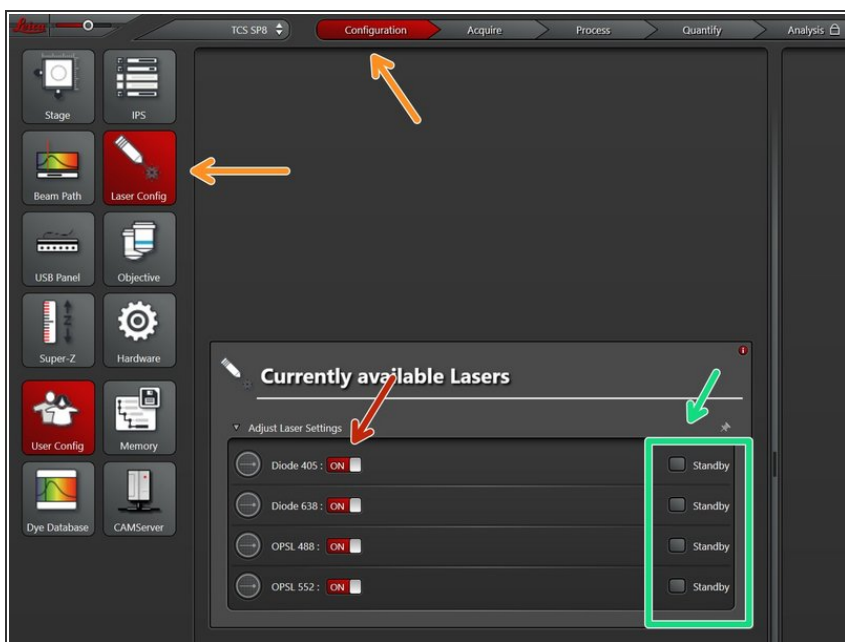 Leica
TCS SP8
Configuration
Acquire
Process
Quantify
Analysis
Stage
IPS
Beam Path
Laser Config
USB Panel
Objective
Z
Super-Z
Hardware
User Config
Memory
Dye Database
CAMServer
Currently available Lasers
Adjust Laser Settings
Diode 405 : ON Standby
Diode 638 : ON Standby
OPSL 488 : ON Standby
OPSL 552 : ON Standby